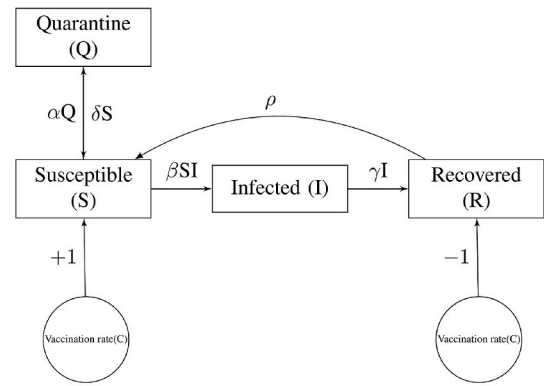 Quarantine
(Q)
αQ
δS
ρ
Susceptible
(S)
βSI
Infected (I)
γI
Recovered
(R)
+1
−1
Vaccination rate(C)
Vaccination rate(C)